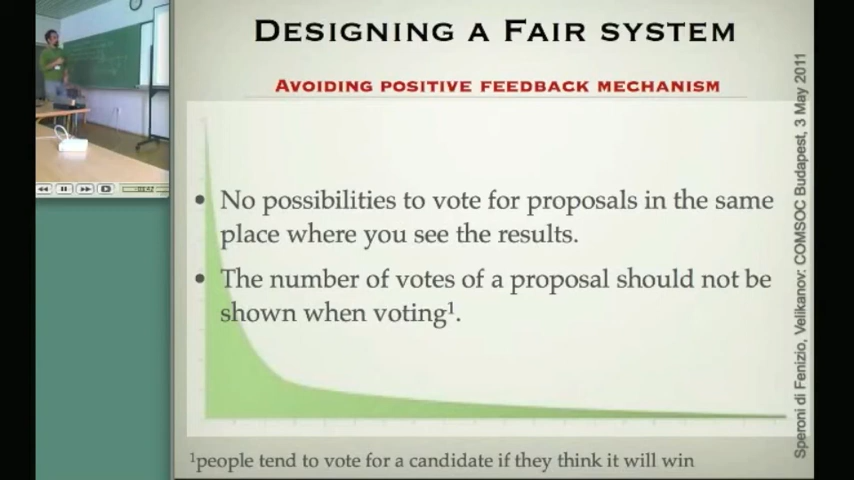 DESIGNING A FAIR SYSTEM
AVOIDING POSITIVE FEEDBACK MECHANISM
• No possibilities to vote for proposals in the same
place where you see the results.
• The number of votes of a proposal should not be
shown when voting¹.
¹people tend to vote for a candidate if they think it will win
Speroni di Fenizio, Velikanov: COMSOC Budapest, 3 May 2011